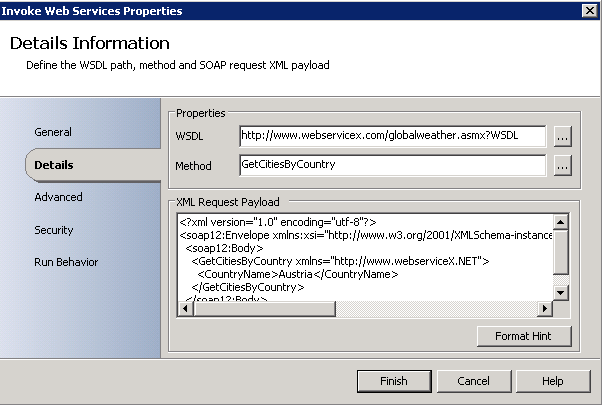 Invoke Web Services Properties
Details Information
Define the WSDL path, method and SOAP request XML payload
General
Details
Advanced
Security
Run Behavior
Properties
WSDL http://www.webservicex.com/globalweather.asmx?WSDL ...
Method GetCitiesByCountry ...
XML Request Payload
<?xml version="1.0" encoding="utf-8"?>
<soap12:Envelope xmlns:xsi="http://www.w3.org/2001/XMLSchema-instance
<soap12:Body>
<GetCitiesByCountry xmlns="http://www.webserviceX.NET">
<CountryName>Austria</CountryName>
</GetCitiesByCountry>
</soap12:Body>
Format Hint
Finish Cancel Help